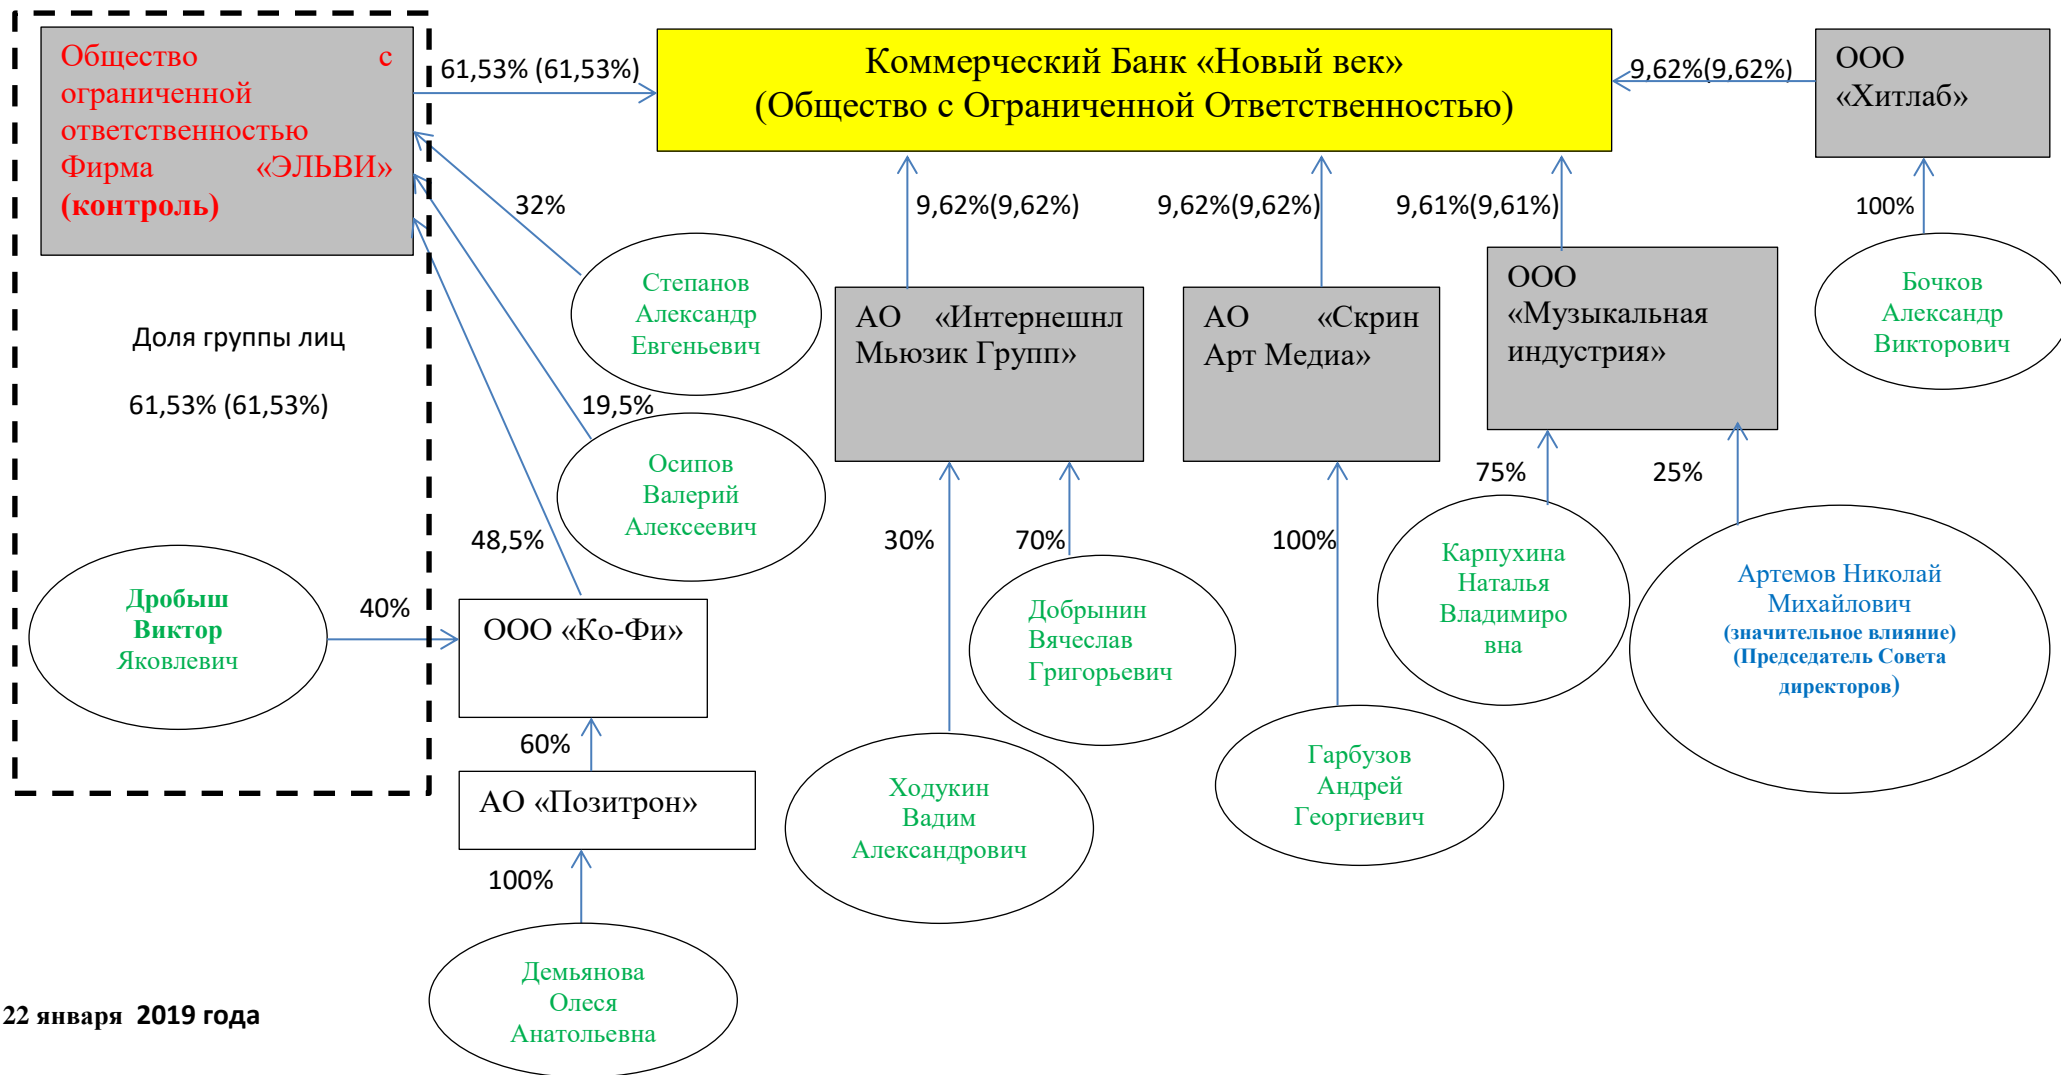 Общество с
ограниченной
ответственностью
Фирма «ЭЛЬВИ»
(контроль)
61,53% (61,53%)
Коммерческий Банк «Новый век»
(Общество с Ограниченной Ответственностью)
9,62%(9,62%)
ООО
«Хитлаб»
32%
9,62%(9,62%)
9,62%(9,62%)
9,61%(9,61%)
100%
Степанов
Александр
Евгеньевич
АО «Интернешнл
Мьюзик Групп»
АО «Скрин
Арт Медиа»
ООО
«Музыкальная
индустрия»
Бочков
Александр
Викторович
Доля группы лиц
61,53% (61,53%)
19,5%
Осипов
Валерий
Алексеевич
75%
25%
48,5%
30%
70%
100%
Дробыш
Виктор
Яковлевич
40%
ООО «Ко-Фи»
Добрынин
Вячеслав
Григорьевич
Карпухина
Наталья
Владимиро
вна
Артемов Николай
Михайлович
(значительное влияние)
(Председатель Совета
директоров)
60%
АО «Позитрон»
Ходукин
Вадим
Александрович
Гарбузов
Андрей
Георгиевич
100%
Демьянова
Олеся
Анатольевна
22 января 2019 года